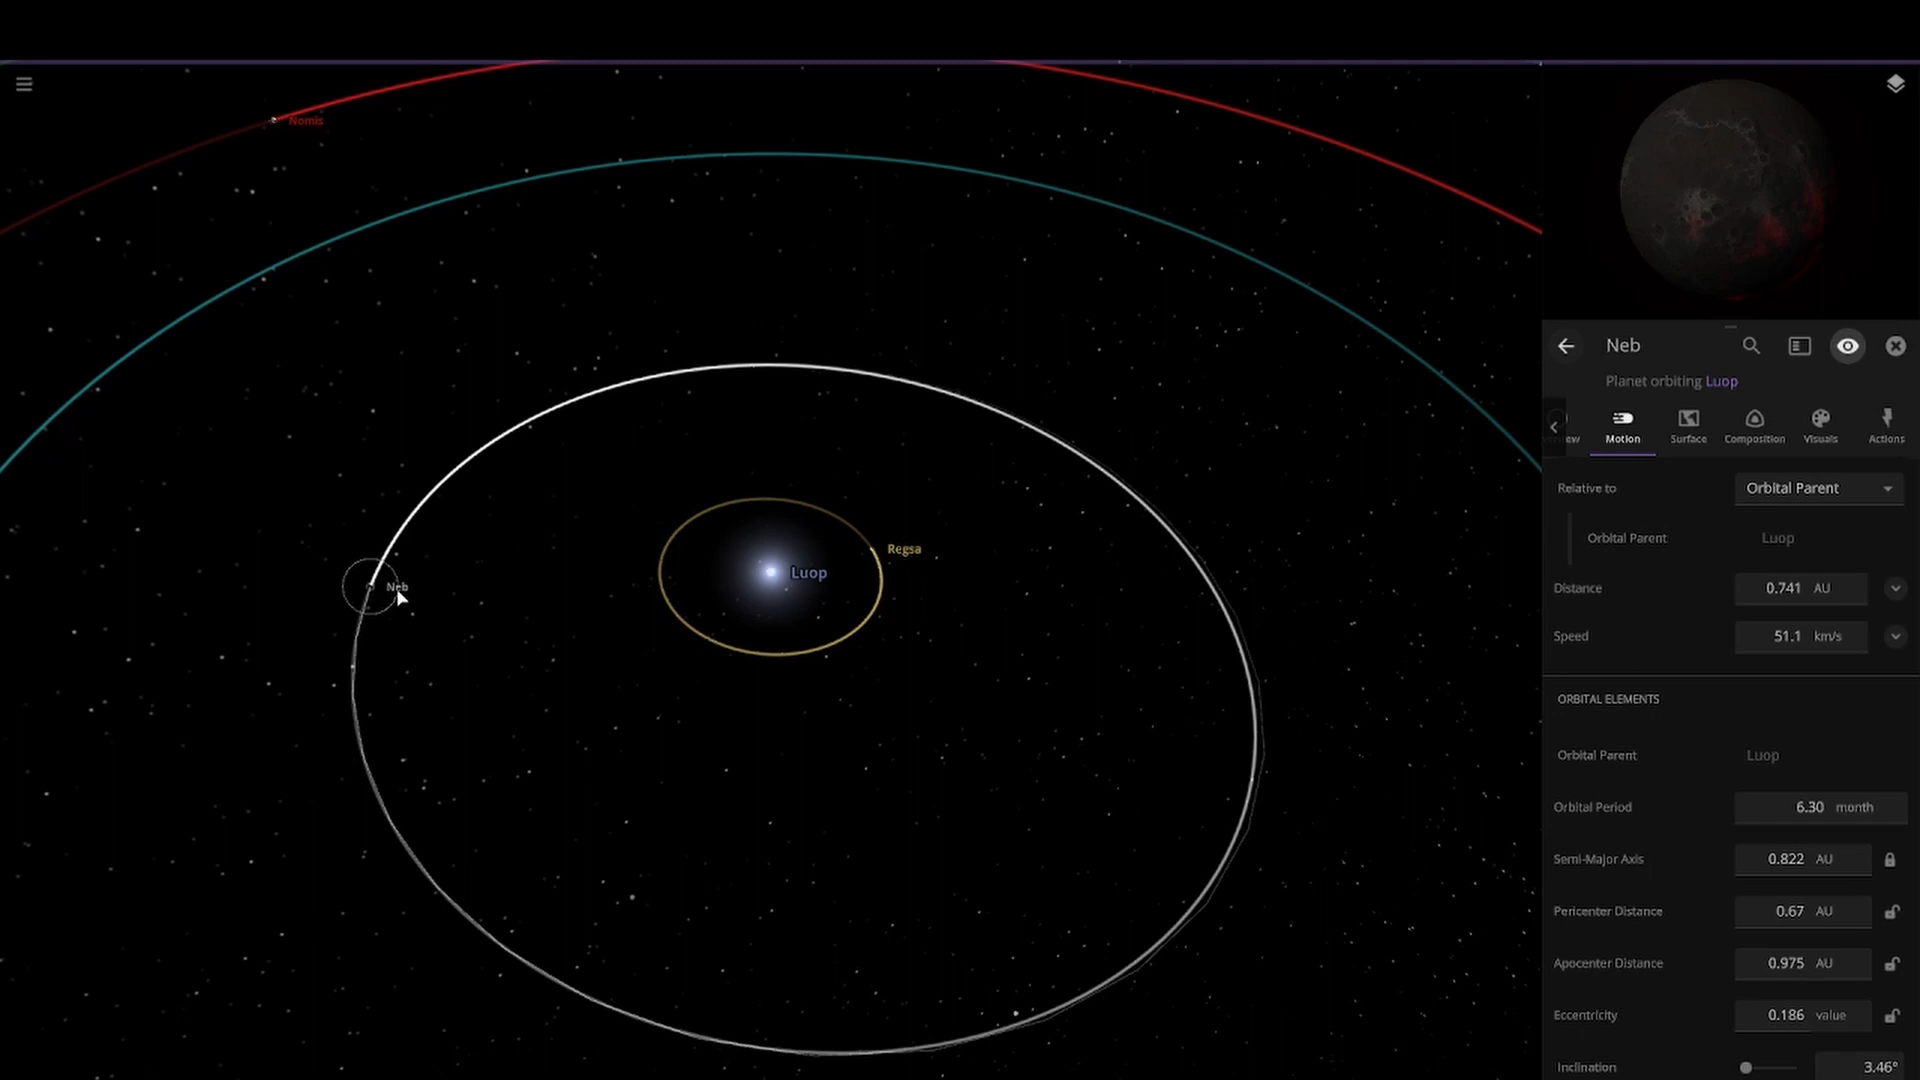 Nomis
Regsa
Luop
Neb
Neb
Planet orbiting Luop
Motion Surface Composition Visuals Actions
Relative to Orbital Parent
Orbital Parent Luop
Distance 0.741 AU
Speed 51.1 km/s
ORBITAL ELEMENTS
Orbital Parent Luop
Orbital Period 6.30 month
Semi-Major Axis 0.822 AU
Pericenter Distance 0.67 AU
Apocenter Distance 0.975 AU
Eccentricity 0.186 value
Inclination 3.46°